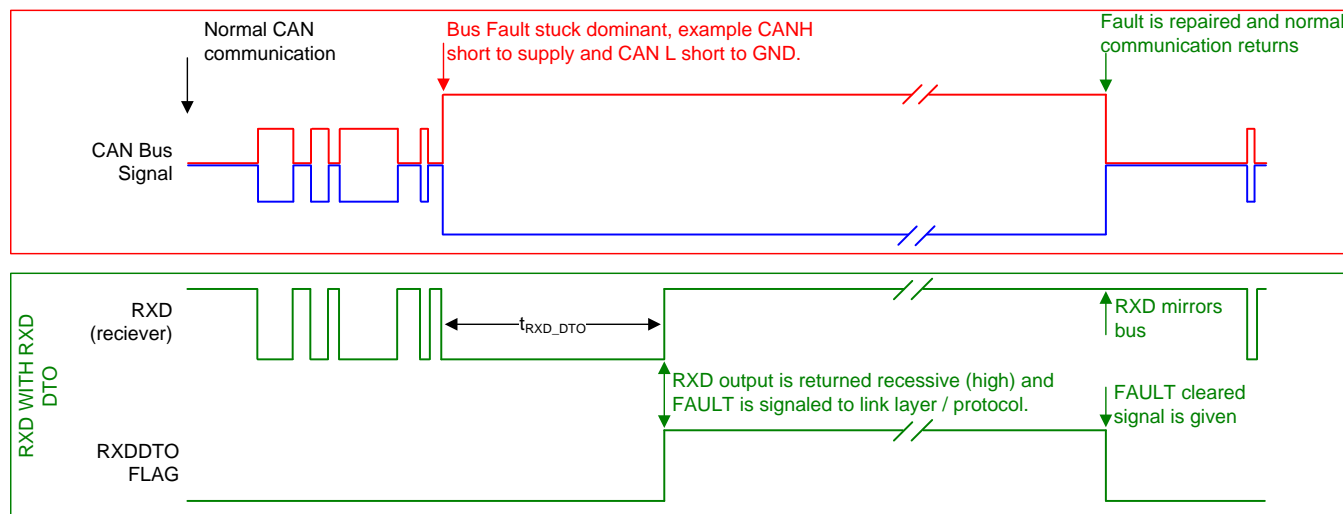 Normal CAN
communication
Bus Fault stuck dominant, example CANH
short to supply and CAN L short to GND.
Fault is repaired and normal
communication returns
CAN Bus
Signal
RXD WITH RXD
DTO
RXD
(reciever)
tRXD_DTO
RXD mirrors
bus
RXD output is returned recessive (high) and
FAULT is signaled to link layer / protocol.
FAULT cleared
signal is given
RXDDTO
FLAG